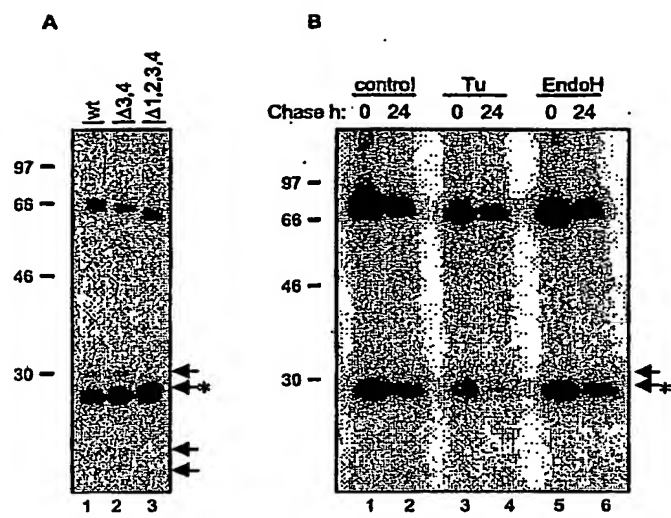 A
wt
Δ3,4
Δ1,2,3,4
97
66
46
30
*
1 2 3
B
control Tu EndoH
Chase h: 0 24 0 24 0 24
97
66
46
30
*
1 2 3 4 5 6